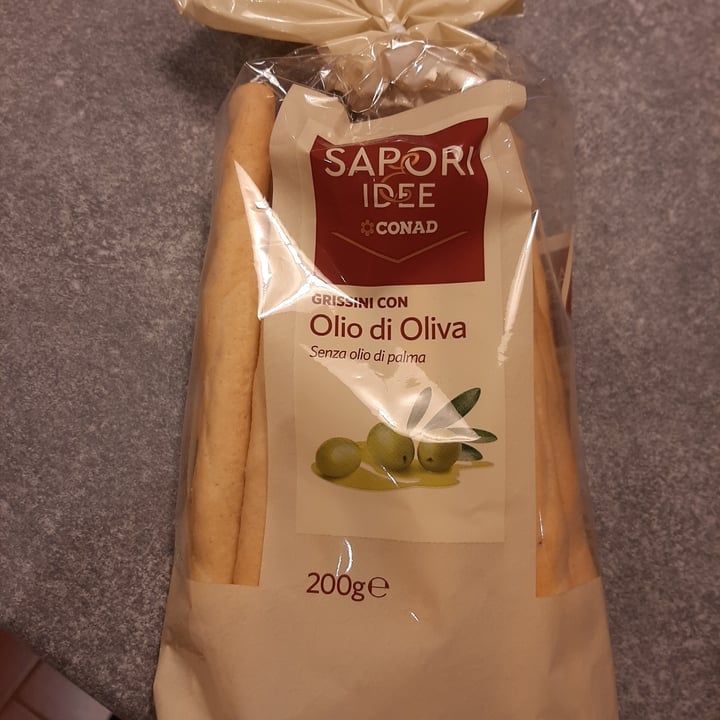 SAPORI
IDEE
CONAD
GRISSINI CON
Olio di Oliva
Senza olio di palma
200g℮